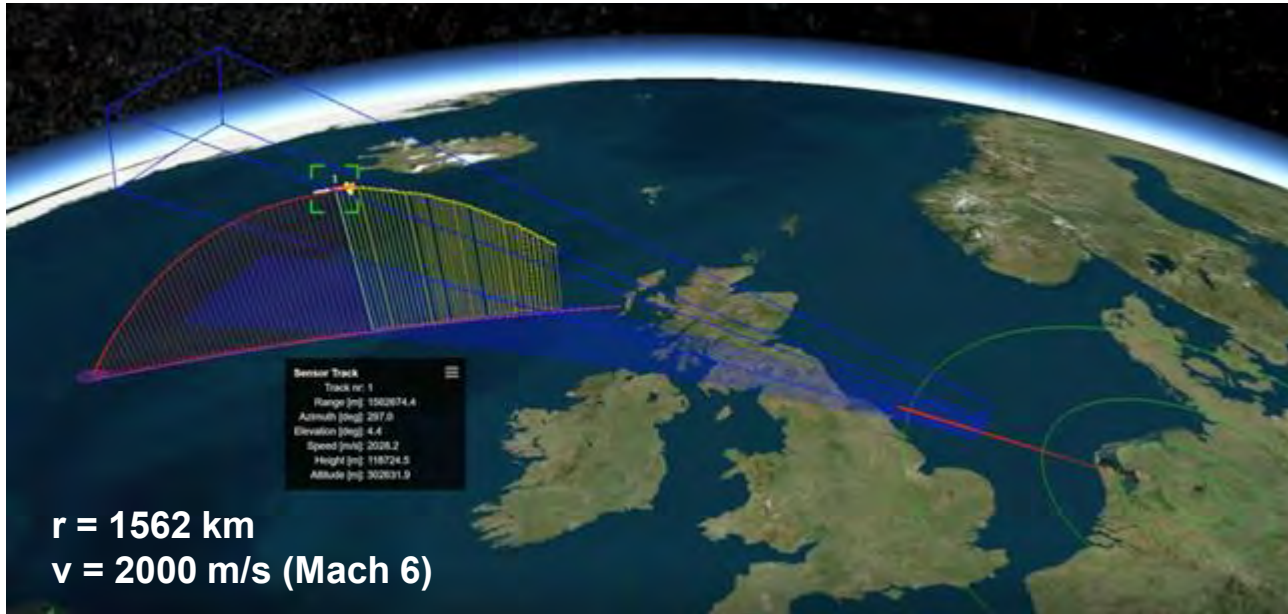 1
Sensor Track
Track nr: 1
Range [m]: 1562674.4
Azimuth [deg]: 297.0
Elevation [deg]: 4.4
Speed [m/s]: 2028.2
Height [m]: 118724.5
Altitude [m]: 302631.9
r = 1562 km
v = 2000 m/s (Mach 6)